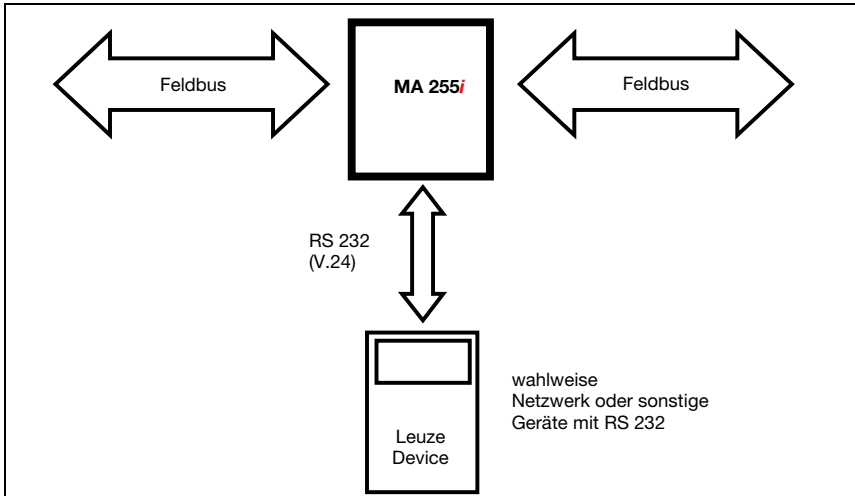 Feldbus
MA 255i
Feldbus
RS 232
(V.24)
wahlweise
Netzwerk oder sonstige
Geräte mit RS 232
Leuze
Device